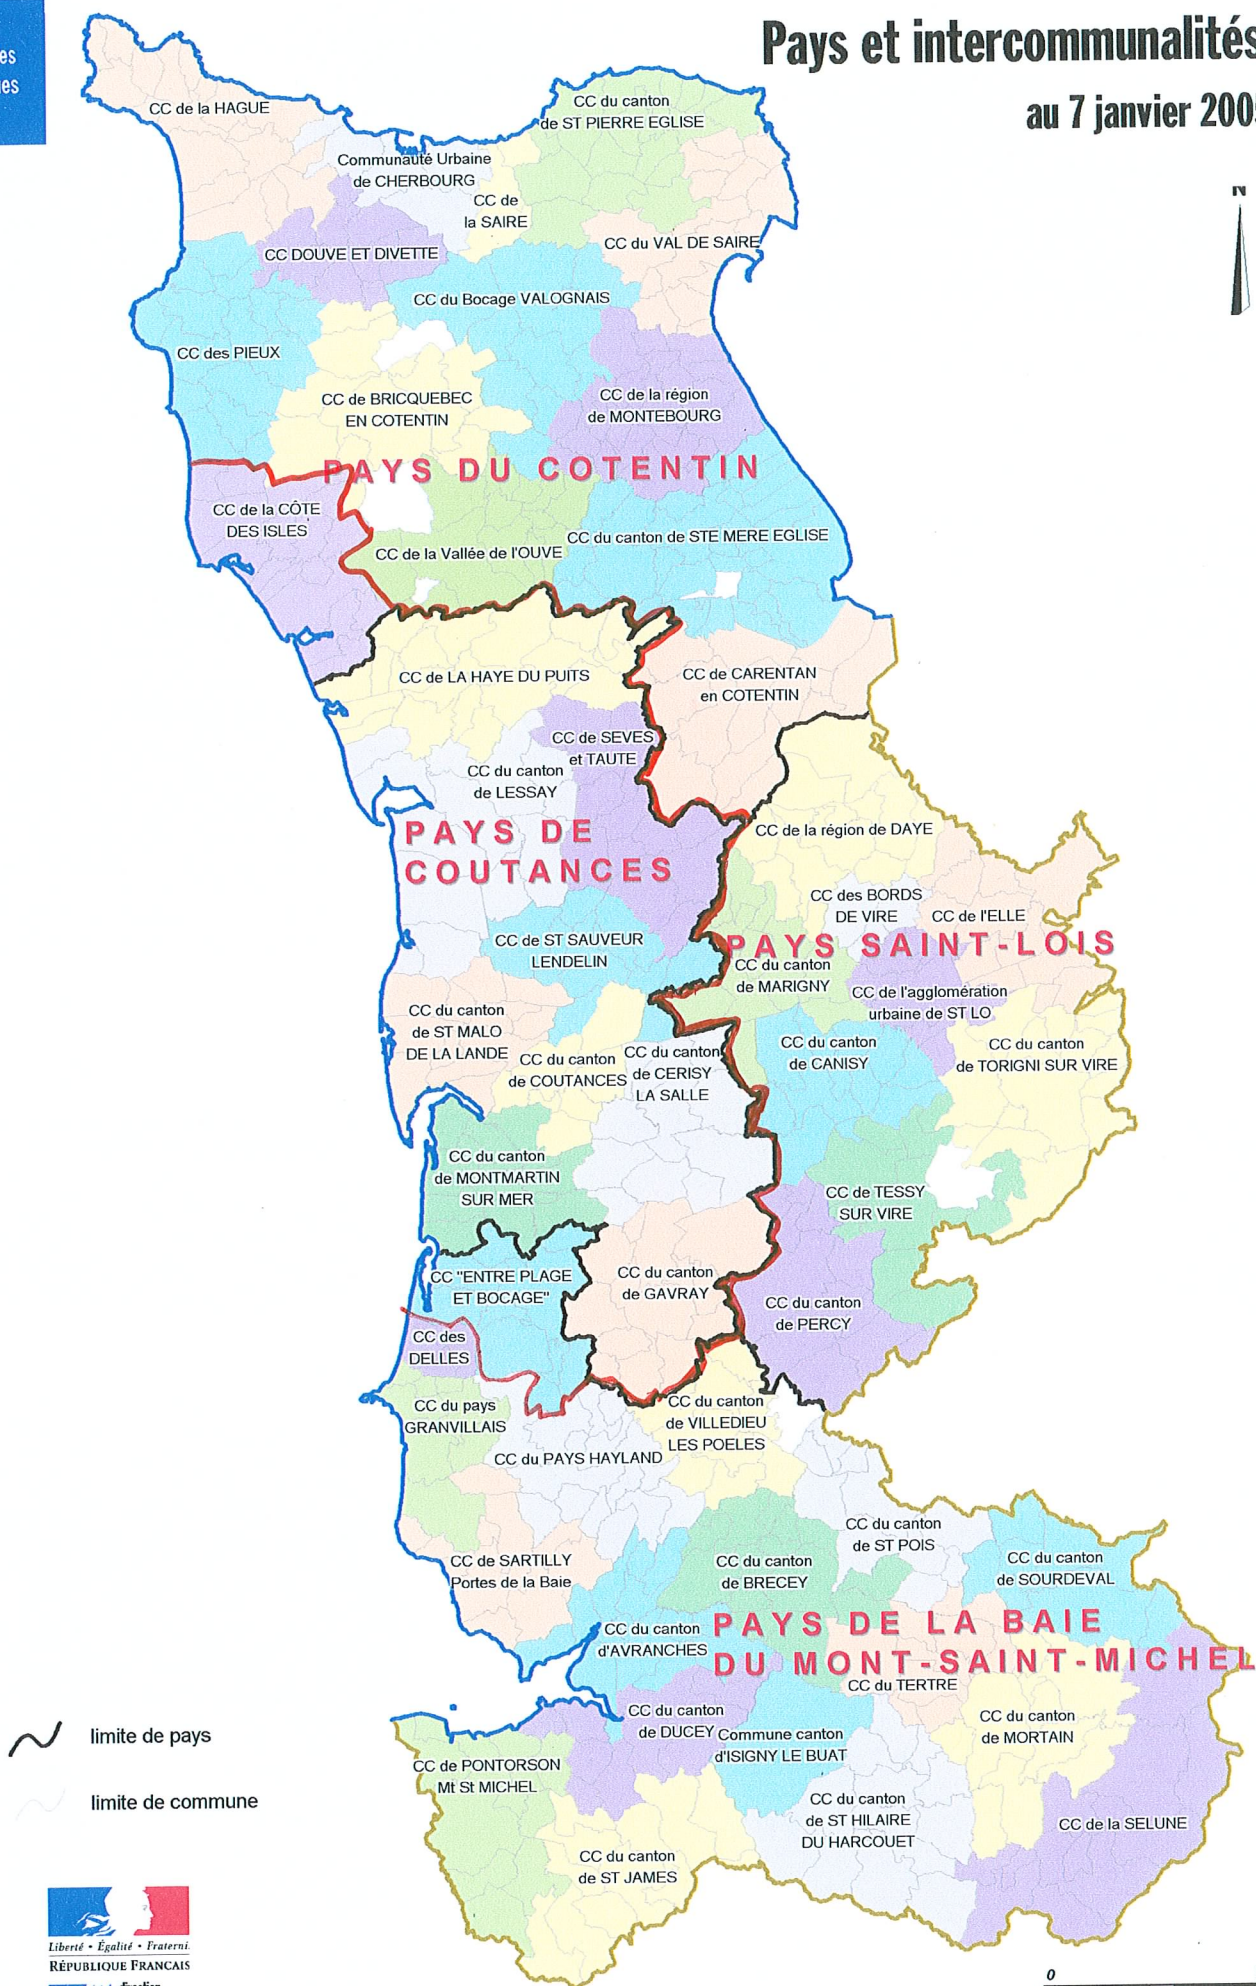 es
ues
Pays et intercommunalités
au 7 janvier 200
N
CC de la HAGUE
CC du canton
de ST PIERRE EGLISE
Communauté Urbaine
de CHERBOURG
CC de
la SAIRE
CC du VAL DE SAIRE
CC DOUVE ET DIVETTE
CC du Bocage VALOGNAIS
CC des PIEUX
CC de BRICQUEBEC
EN COTENTIN
CC de la région
de MONTEBOURG
PAYS DU COTENTIN
CC de la CÔTE
DES ISLES
CC de la Vallée de l'OUVE
CC du canton de STE MERE EGLISE
CC de LA HAYE DU PUITS
CC de CARENTAN
en COTENTIN
CC de SEVES
et TAUTE
CC du canton
de LESSAY
PAYS DE
COUTANCES
CC de la région de DAYE
CC des BORDS
DE VIRE
CC de l'ELLE
CC de ST SAUVEUR
LENDELIN
PAYS SAINT-LOIS
CC du canton
de MARIGNY
CC de l'agglomération
urbaine de ST LO
CC du canton
de ST MALO
DE LA LANDE
CC du canton
de COUTANCES
CC du canton
de CERISY
LA SALLE
CC du canton
de CANISY
CC du canton
de TORIGNI SUR VIRE
CC du canton
de MONTMARTIN
SUR MER
CC de TESSY
SUR VIRE
CC "ENTRE PLAGE
ET BOCAGE"
CC du canton
de GAVRAY
CC du canton
de PERCY
CC des
DELLES
CC du pays
GRANVILLAIS
CC du canton
de VILLEDIEU
LES POELES
CC du PAYS HAYLAND
CC du canton
de ST POIS
CC de SARTILLY
Portes de la Baie
CC du canton
de BRECEY
CC du canton
de SOURDEVAL
CC du canton
d'AVRANCHES
PAYS DE LA BAIE
DU MONT-SAINT-MICHEL
CC du TERTRE
CC du canton
de DUCEY
Commune canton
d'ISIGNY LE BUAT
CC du canton
de MORTAIN
CC de PONTORSON
Mt St MICHEL
CC du canton
de ST HILAIRE
DU HARCOUET
CC de la SELUNE
CC du canton
de ST JAMES
limite de pays
limite de commune
Liberté • Égalité • Fraterni
RÉPUBLIQUE FRANÇAIS
direction
0